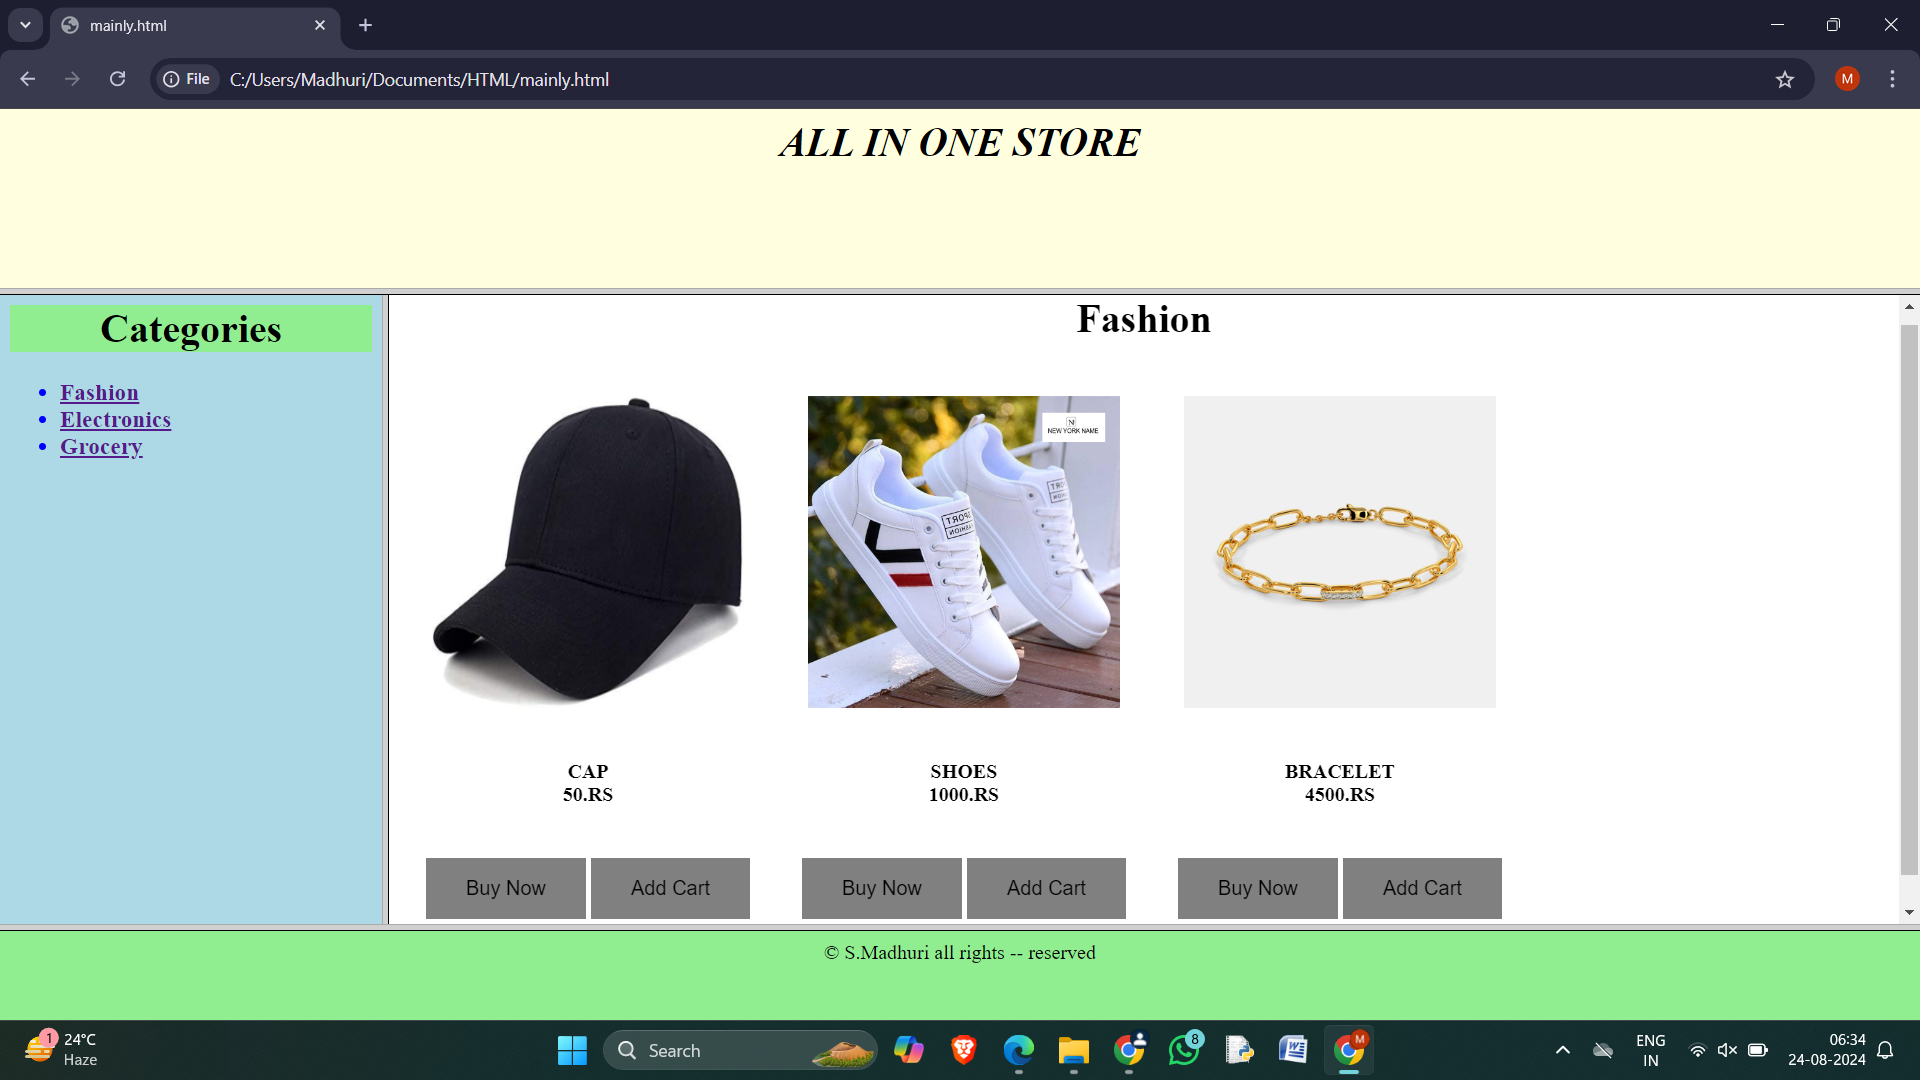 mainly.html
File
C:/Users/Madhuri/Documents/HTML/mainly.html
M
ALL IN ONE STORE
Categories
Fashion
Electronics
Grocery
Fashion
N
NEW YORK NAME
CAP
50.RS
SHOES
1000.RS
BRACELET
4500.RS
Buy Now
Add Cart
Buy Now
Add Cart
Buy Now
Add Cart
© S.Madhuri all rights -- reserved
1
24°C
Haze
Search
8
M
ENG
IN
06:34
24-08-2024